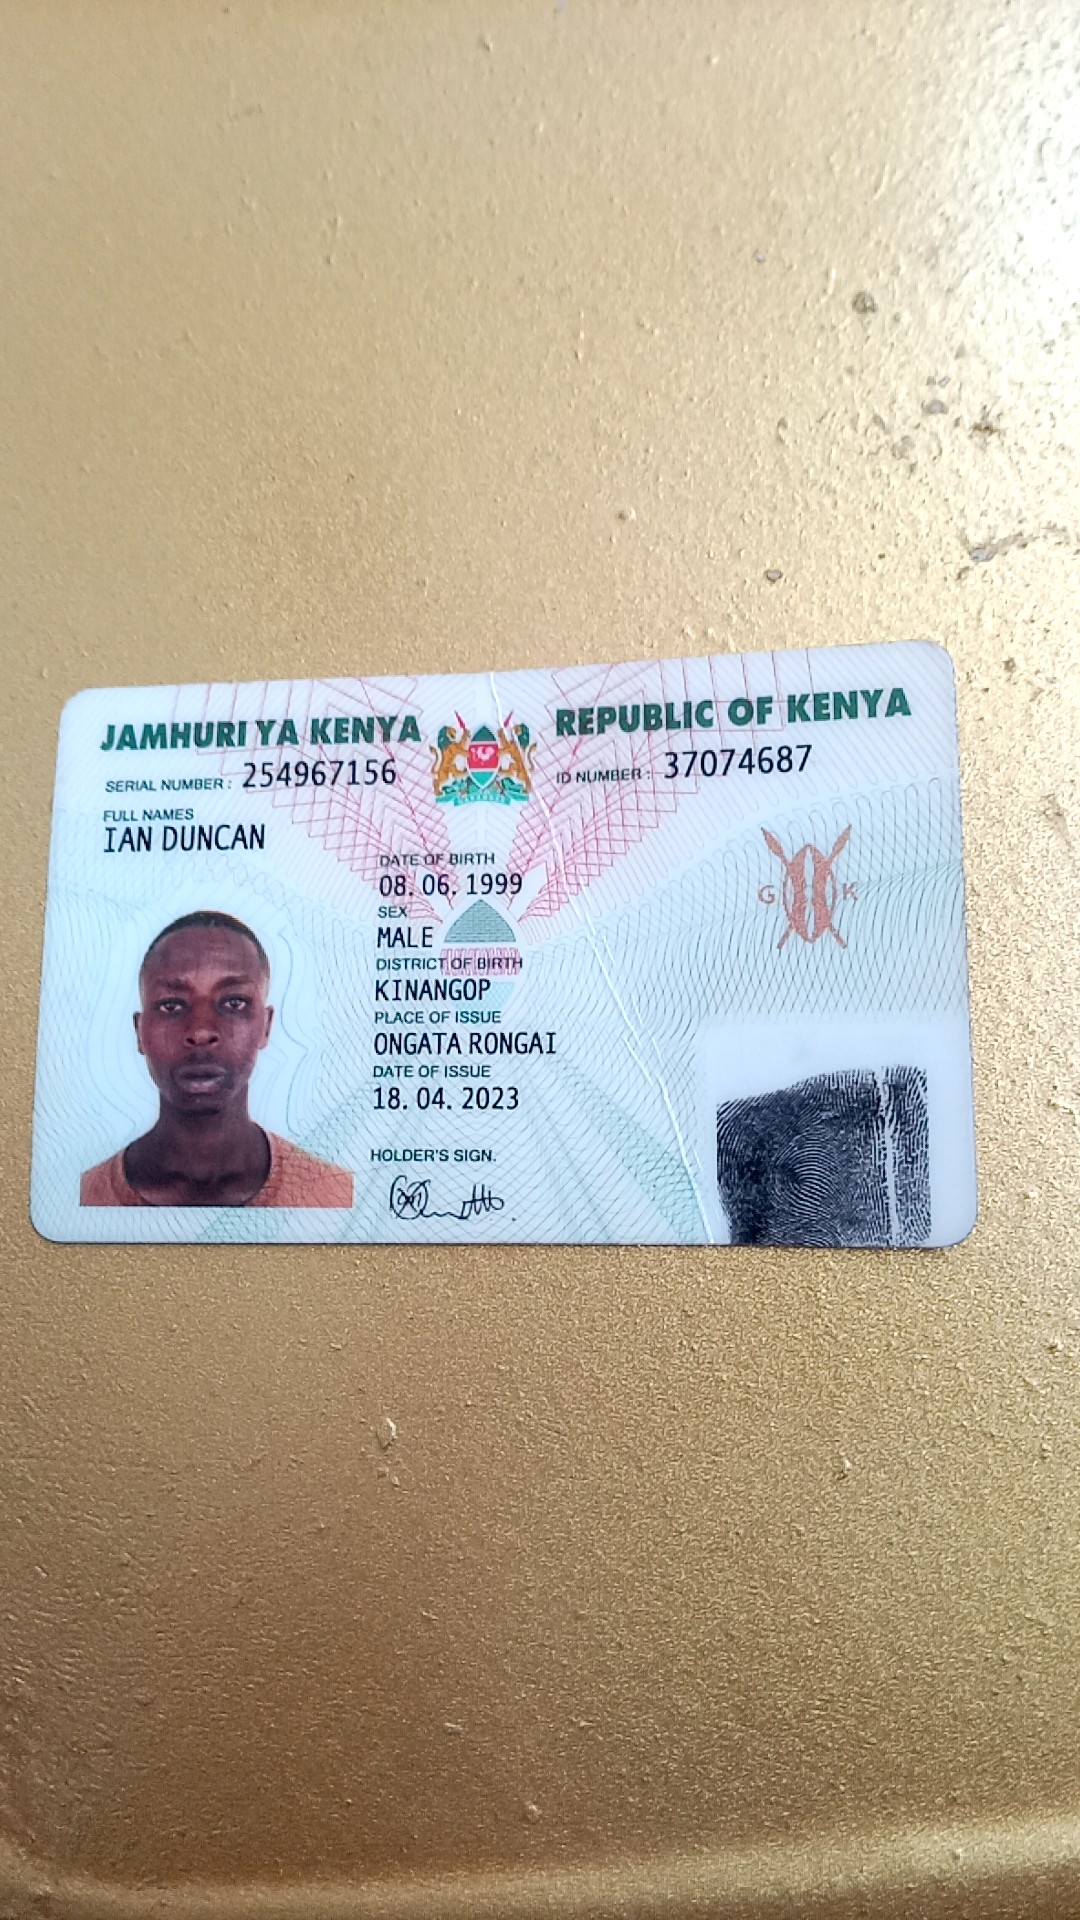 JAMHURI YA KENYA
REPUBLIC OF KENYA
SERIAL NUMBER : 254967156
ID NUMBER : 37074687
FULL NAMES
IAN DUNCAN
DATE OF BIRTH
08. 06. 1999
SEX
MALE
DISTRICT OF BIRTH
KINANGOP
PLACE OF ISSUE
ONGATA RONGAI
DATE OF ISSUE
18. 04. 2023
HOLDER'S SIGN.
G K